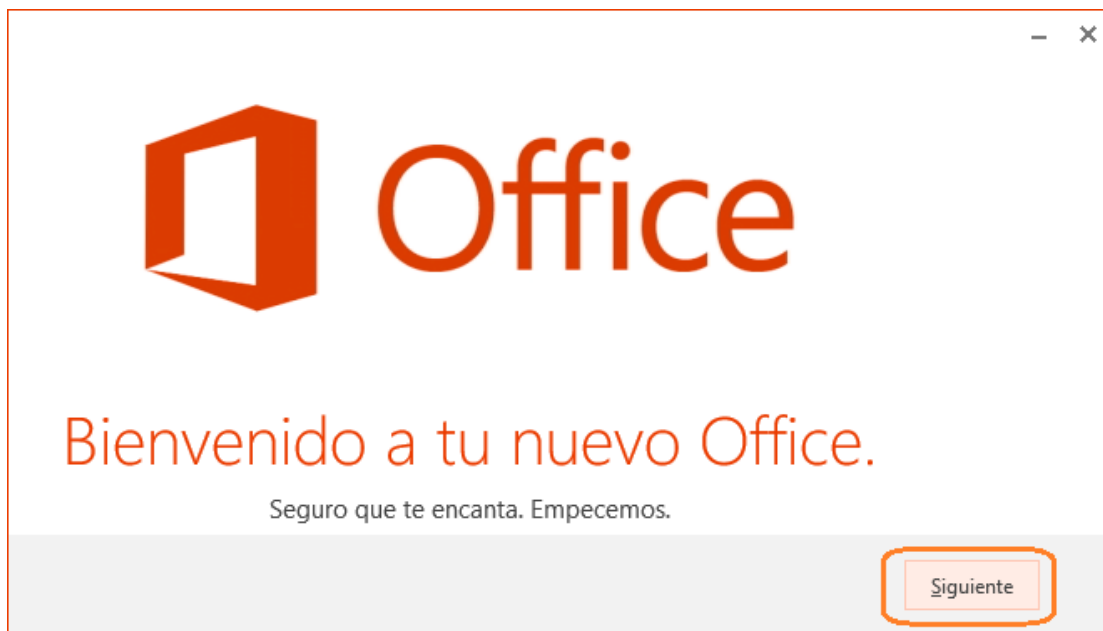 Office
Bienvenido a tu nuevo Office.
Seguro que te encanta. Empecemos.
Siguiente